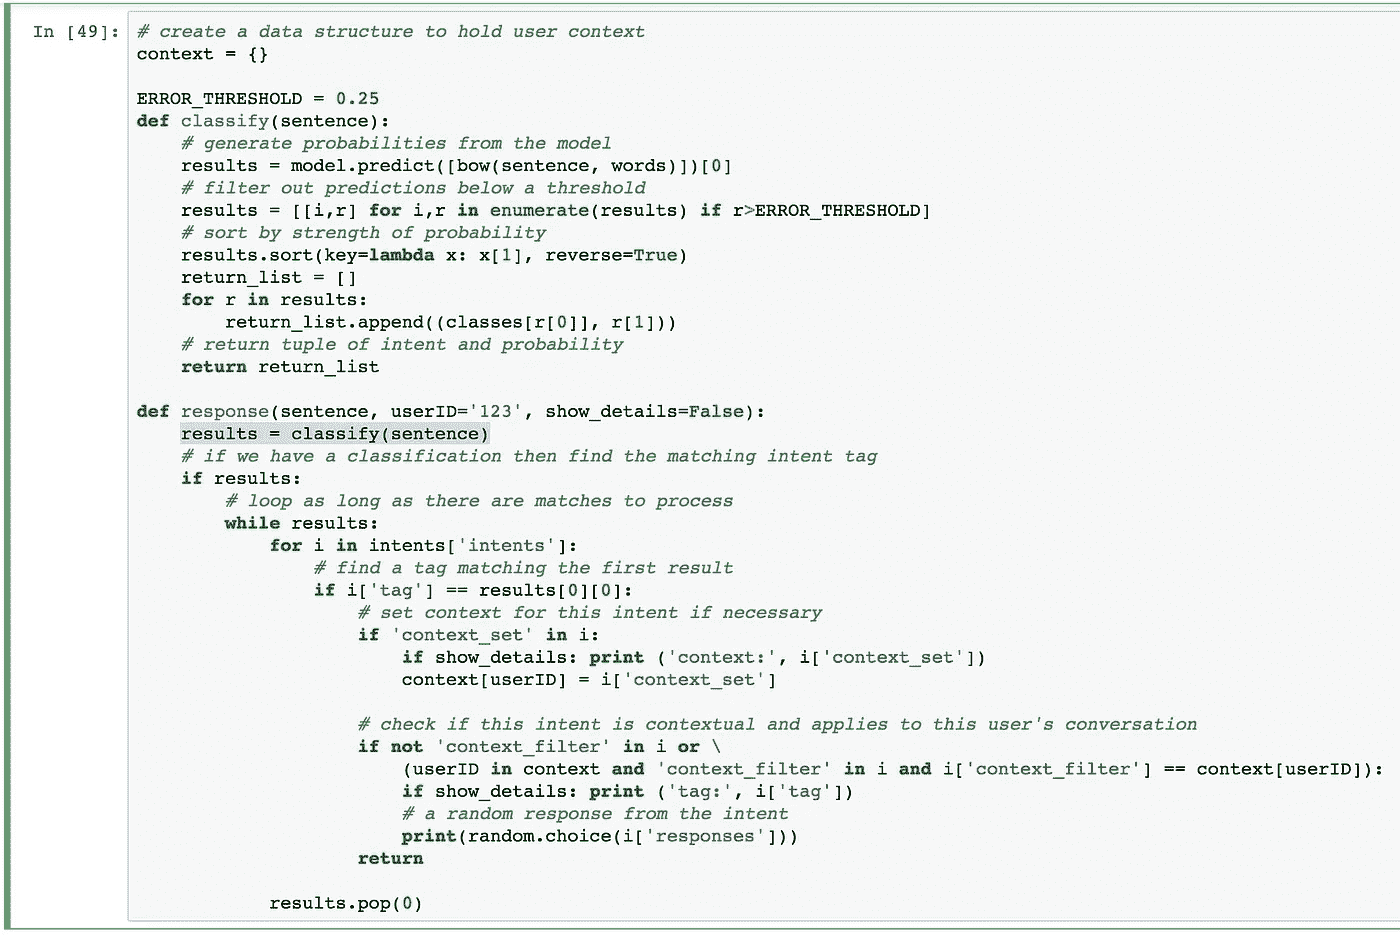 In [49]: # create a data structure to hold user context
context = {}

ERROR_THRESHOLD = 0.25
def classify(sentence):
    # generate probabilities from the model
    results = model.predict([bow(sentence, words)])[0]
    # filter out predictions below a threshold
    results = [[i,r] for i,r in enumerate(results) if r>ERROR_THRESHOLD]
    # sort by strength of probability
    results.sort(key=lambda x: x[1], reverse=True)
    return_list = []
    for r in results:
        return_list.append((classes[r[0]], r[1]))
    # return tuple of intent and probability
    return return_list

def response(sentence, userID='123', show_details=False):
    results = classify(sentence)
    # if we have a classification then find the matching intent tag
    if results:
        # loop as long as there are matches to process
        while results:
            for i in intents['intents']:
                # find a tag matching the first result
                if i['tag'] == results[0][0]:
                    # set context for this intent if necessary
                    if 'context_set' in i:
                        if show_details: print ('context:', i['context_set'])
                        context[userID] = i['context_set']

                    # check if this intent is contextual and applies to this user's conversation
                    if not 'context_filter' in i or \
                        (userID in context and 'context_filter' in i and i['context_filter'] == context[userID]):
                        if show_details: print ('tag:', i['tag'])
                        # a random response from the intent
                        print(random.choice(i['responses']))
                    return

            results.pop(0)